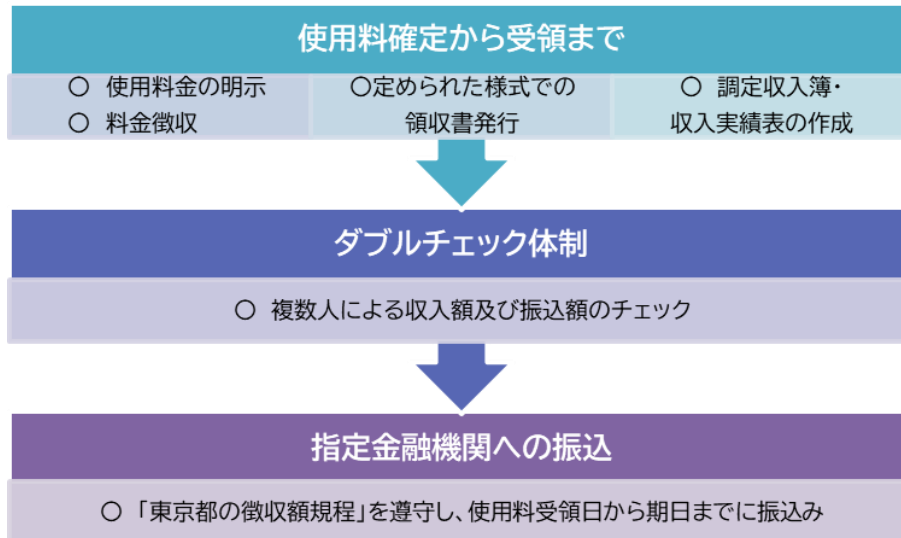 使用料確定から受領まで
○ 使用料金の明示
○ 料金徴収
○定められた様式での
領収書発行
○ 調定収入簿・
収入実績表の作成
ダブルチェック体制
○ 複数人による収入額及び振込額のチェック
指定金融機関への振込
○ 「東京都の徴収額規程」を遵守し、使用料受領日から期日までに振込み